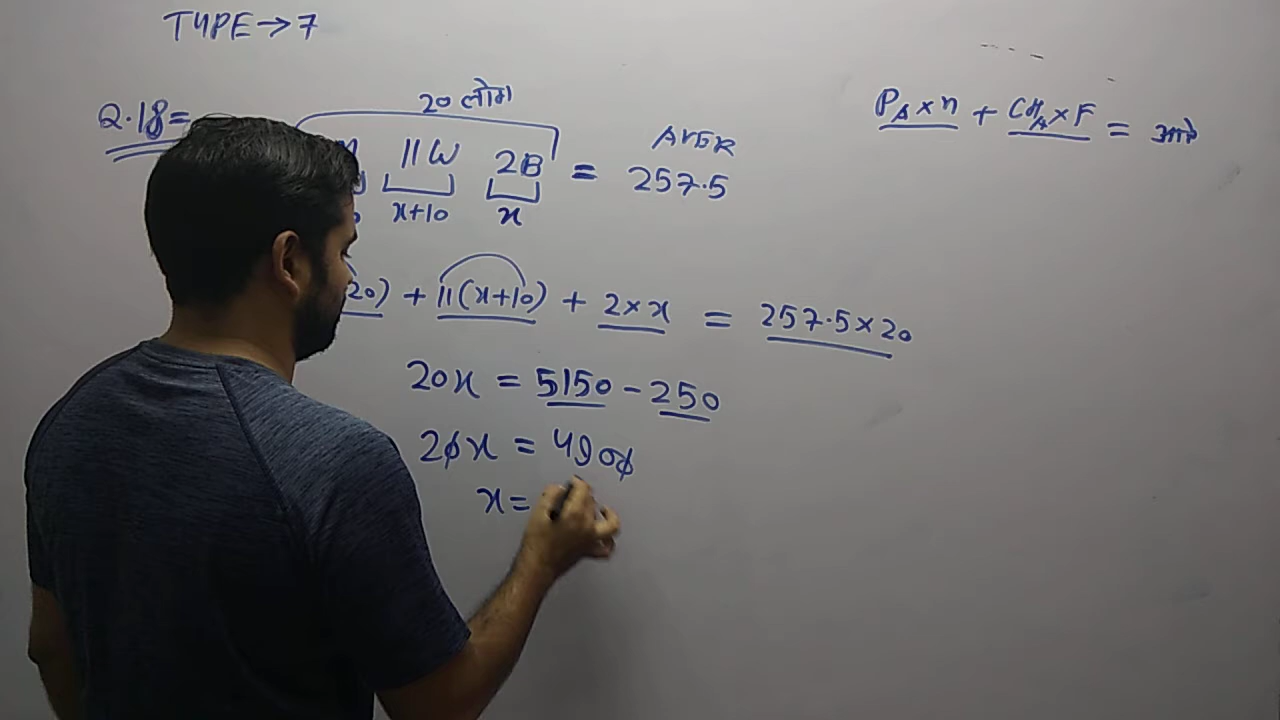 TYPE→7
20 लोग
Q.18=
11W 2B = 257.5
AVER
x+10 x
PA×n + CHA×F =
20) + 11(x+10) + 2×x = 257.5×20
20x = 5150-250
20x = 4900
x=